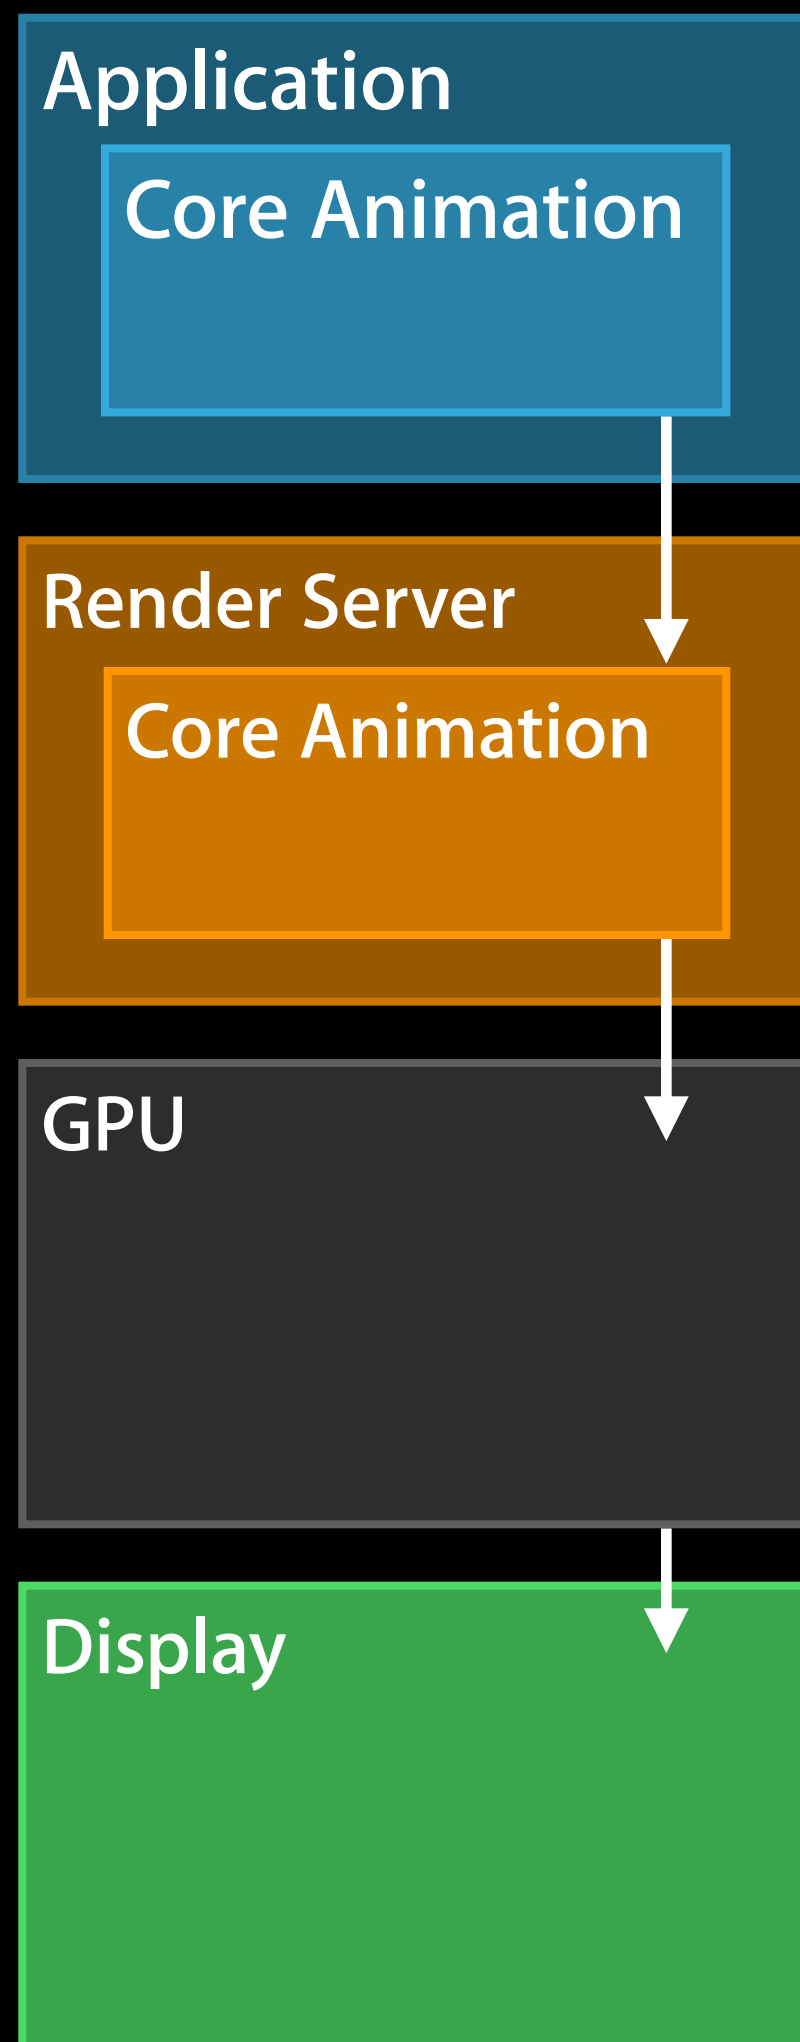 Application
Core Animation
Render Server
Core Animation
GPU
Display